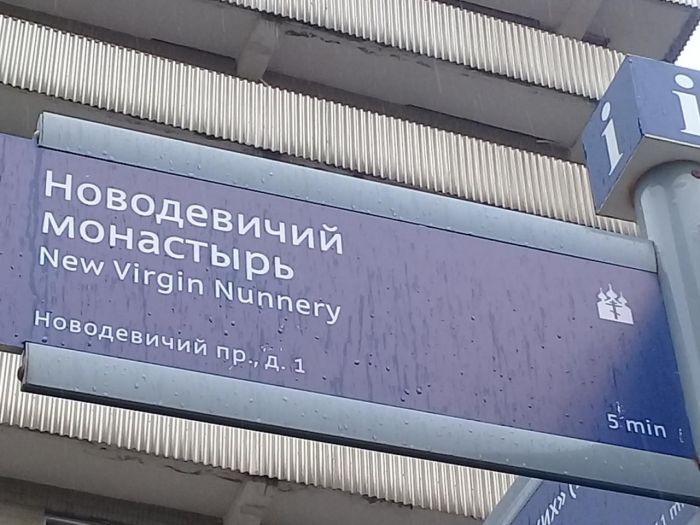 Новодевичий
монастырь
New Virgin Nunnery
Новодевичий пр., д. 1
5 min
i
i